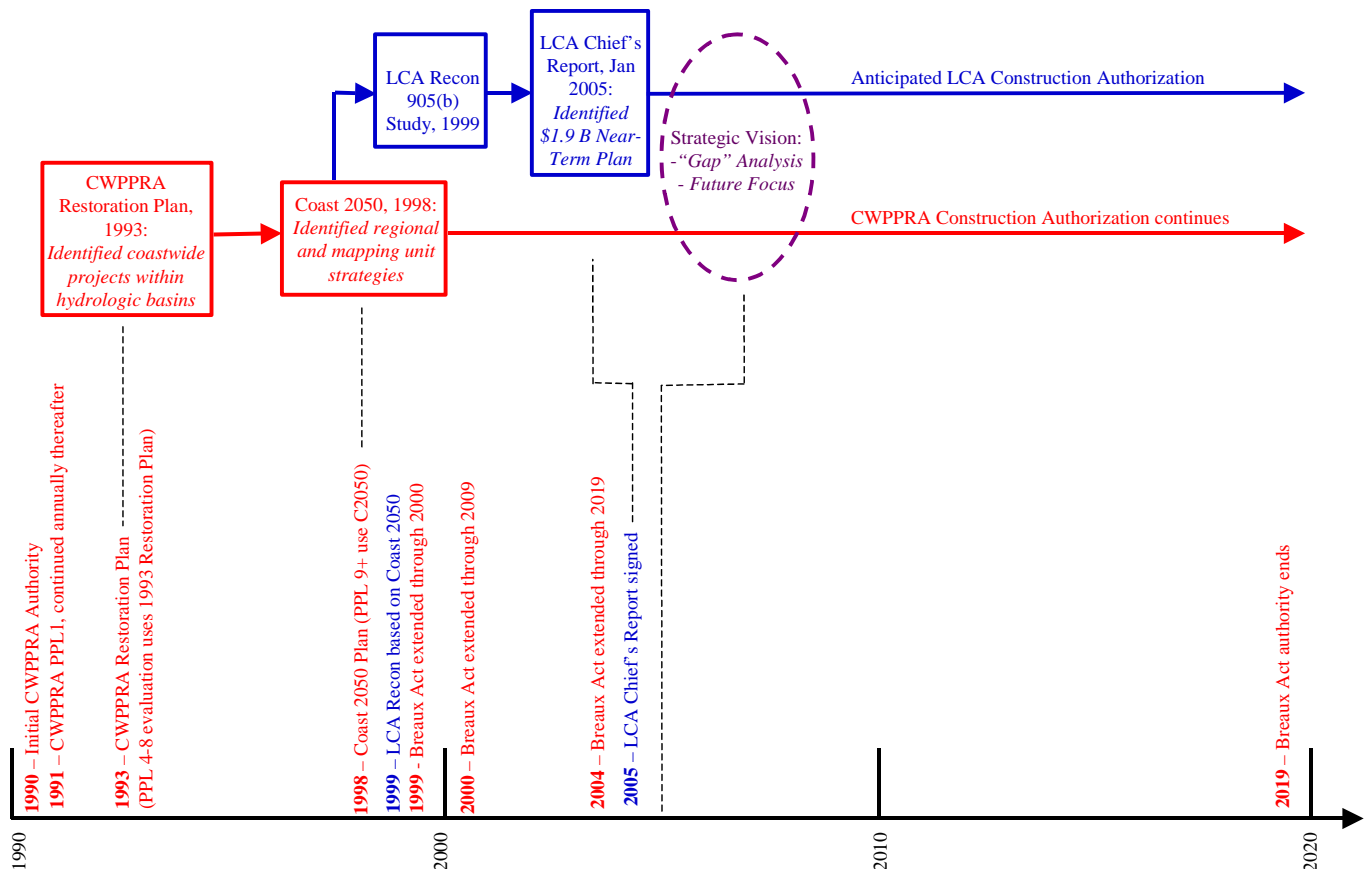 LCA Recon
905(b)
Study, 1999
LCA Chief's
Report, Jan
2005:
Identified
$1.9 B Near-
Term Plan
Anticipated LCA Construction Authorization
Strategic Vision:
-“Gap” Analysis
- Future Focus
CWPPRA
Restoration Plan,
1993:
Identified coastwide
projects within
hydrologic basins
Coast 2050, 1998:
Identified regional
and mapping unit
strategies
CWPPRA Construction Authorization continues
1990 – Initial CWPPRA Authority
1991 – CWPPRA PPL1, continued annually thereafter
1993 – CWPPRA Restoration Plan
(PPL 4-8 evaluation uses 1993 Restoration Plan)
1998 – Coast 2050 Plan (PPL 9+ use C2050)
1999 – LCA Recon based on Coast 2050
1999 - Breaux Act extended through 2000
2000 – Breaux Act extended through 2009
2004 – Breaux Act extended through 2019
2005 – LCA Chief's Report signed
2019 – Breaux Act authority ends
1990
2000
2010
2020